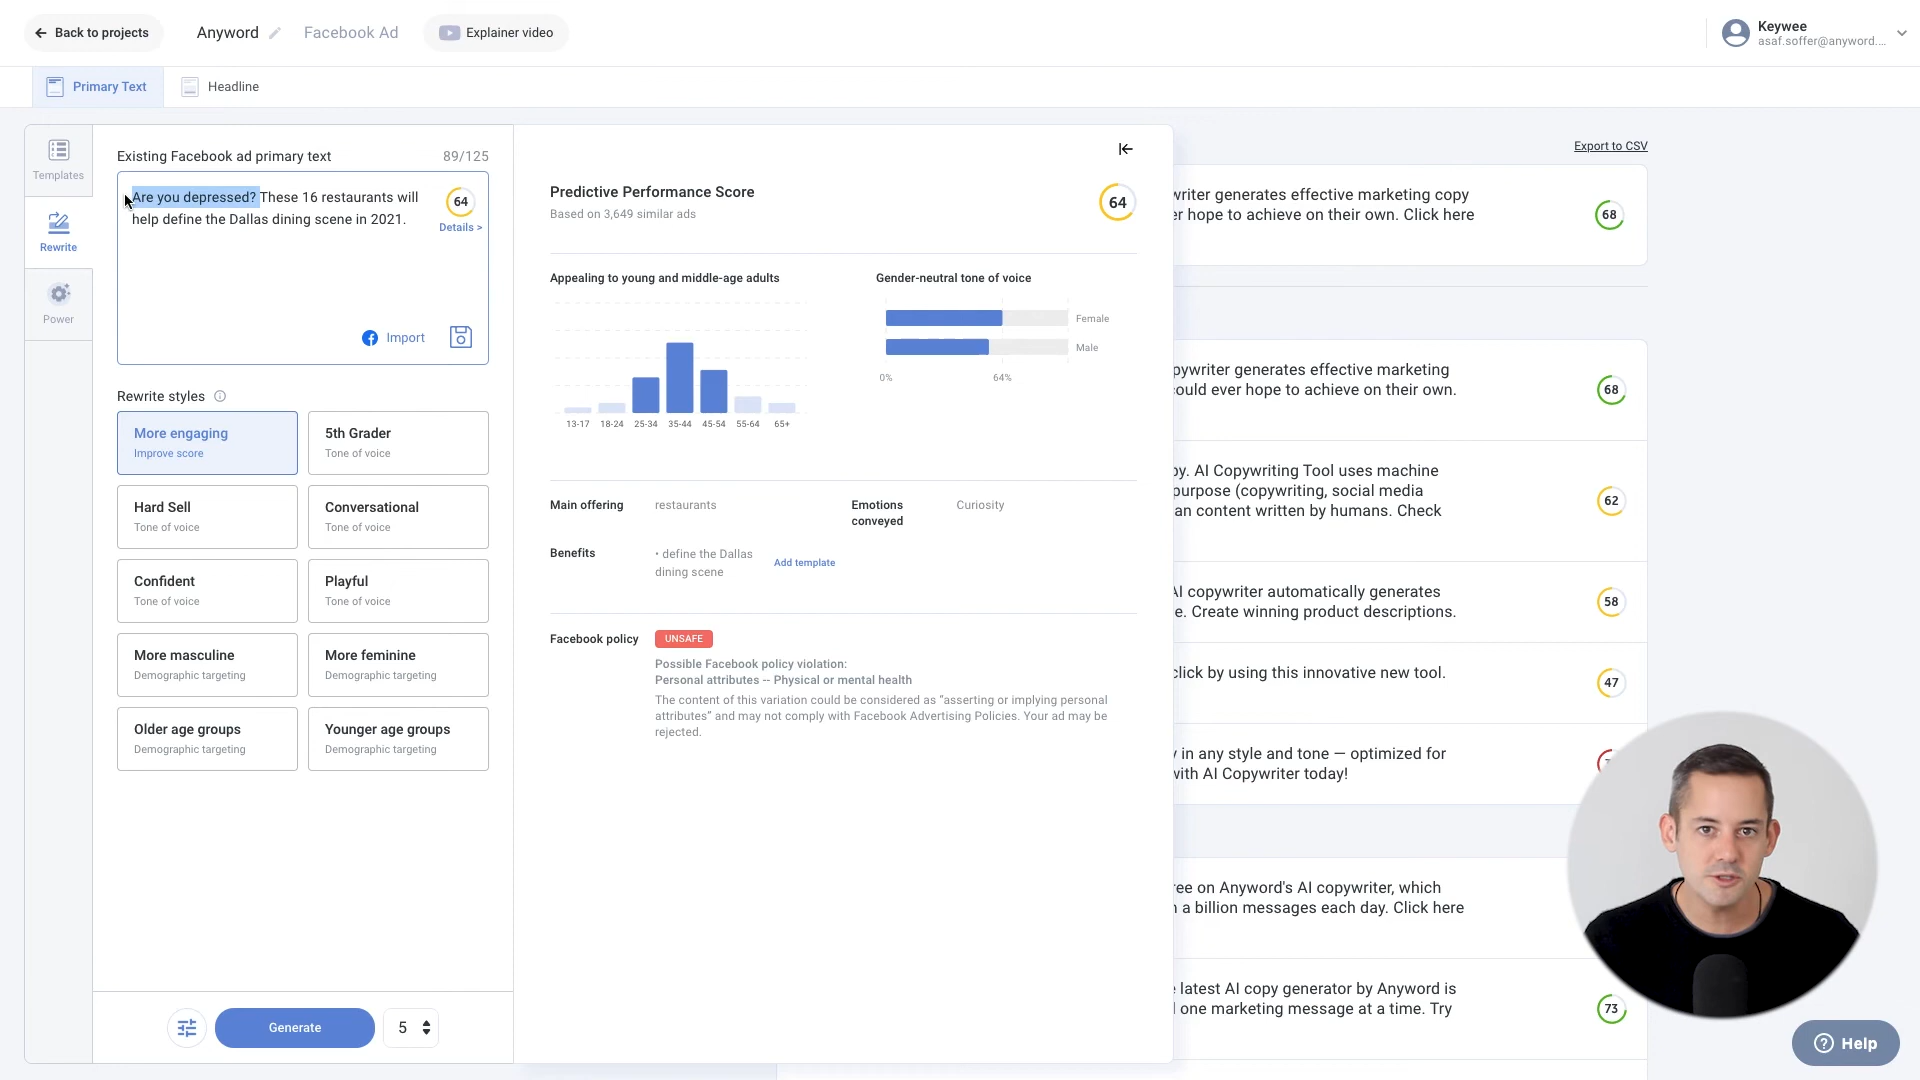 Back to projects
Anyword
Facebook Ad
Explainer video
Keywee
asaf.soffer@anyword....
Primary Text
Headline
Templates
Rewrite
Power
Existing Facebook ad primary text
89/125
Are you depressed? These 16 restaurants will
help define the Dallas dining scene in 2021.
64
Details >
Import
Rewrite styles
More engaging
Improve score
5th Grader
Tone of voice
Hard Sell
Tone of voice
Conversational
Tone of voice
Confident
Tone of voice
Playful
Tone of voice
More masculine
Demographic targeting
More feminine
Demographic targeting
Older age groups
Demographic targeting
Younger age groups
Demographic targeting
Generate
5
Predictive Performance Score
Based on 3,649 similar ads
64
Appealing to young and middle-age adults
13-17 18-24 25-34 35-44 45-54 55-64 65+
Gender-neutral tone of voice
Female
Male
0% 64%
Main offering
restaurants
Emotions
conveyed
Curiosity
Benefits
• define the Dallas
dining scene
Add template
Facebook policy
UNSAFE
Possible Facebook policy violation:
Personal attributes -- Physical or mental health
The content of this variation could be considered as "asserting or implying personal
attributes" and may not comply with Facebook Advertising Policies. Your ad may be
rejected.
Export to CSV
writer generates effective marketing copy
er hope to achieve on their own. Click here
68
pywriter generates effective marketing
could ever hope to achieve on their own.
68
py. AI Copywriting Tool uses machine
purpose (copywriting, social media
an content written by humans. Check
62
AI copywriter automatically generates
e. Create winning product descriptions.
58
click by using this innovative new tool.
47
y in any style and tone — optimized for
with AI Copywriter today!
ree on Anyword's AI copywriter, which
a billion messages each day. Click here
latest AI copy generator by Anyword is
one marketing message at a time. Try
73
Help